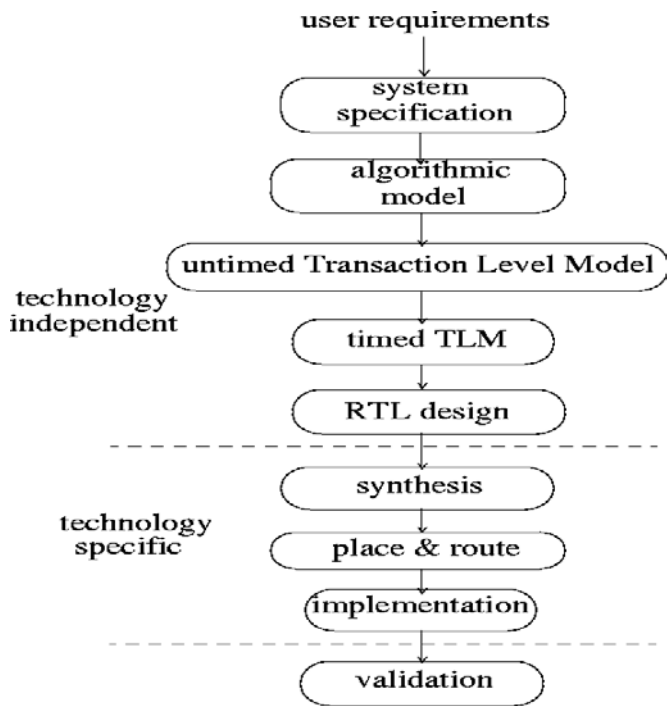 user requirements
system
specification
algorithmic
model
untimed Transaction Level Model
technology
independent
timed TLM
RTL design
synthesis
technology
specific
place & route
implementation
validation